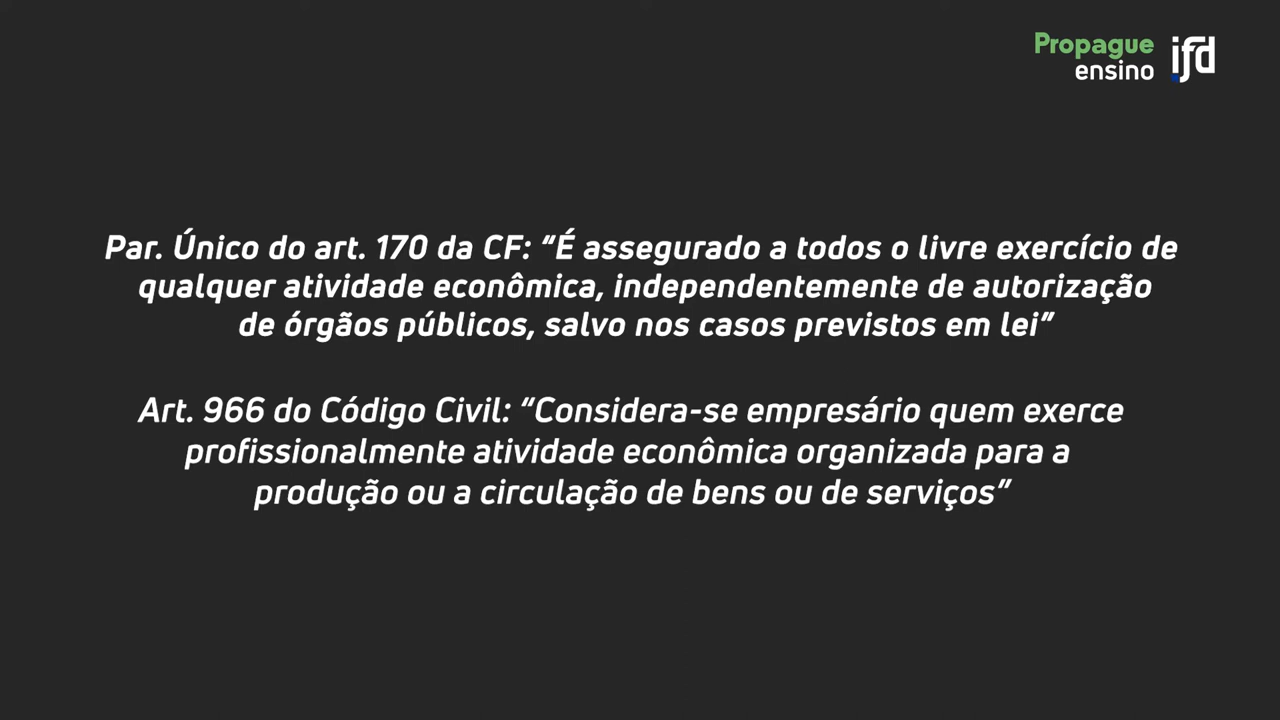 Propague
ensino
ifd
Par. Único do art. 170 da CF: “É assegurado a todos o livre exercício de
qualquer atividade econômica, independentemente de autorização
de órgãos públicos, salvo nos casos previstos em lei”
Art. 966 do Código Civil: “Considera-se empresário quem exerce
profissionalmente atividade econômica organizada para a
produção ou a circulação de bens ou de serviços”